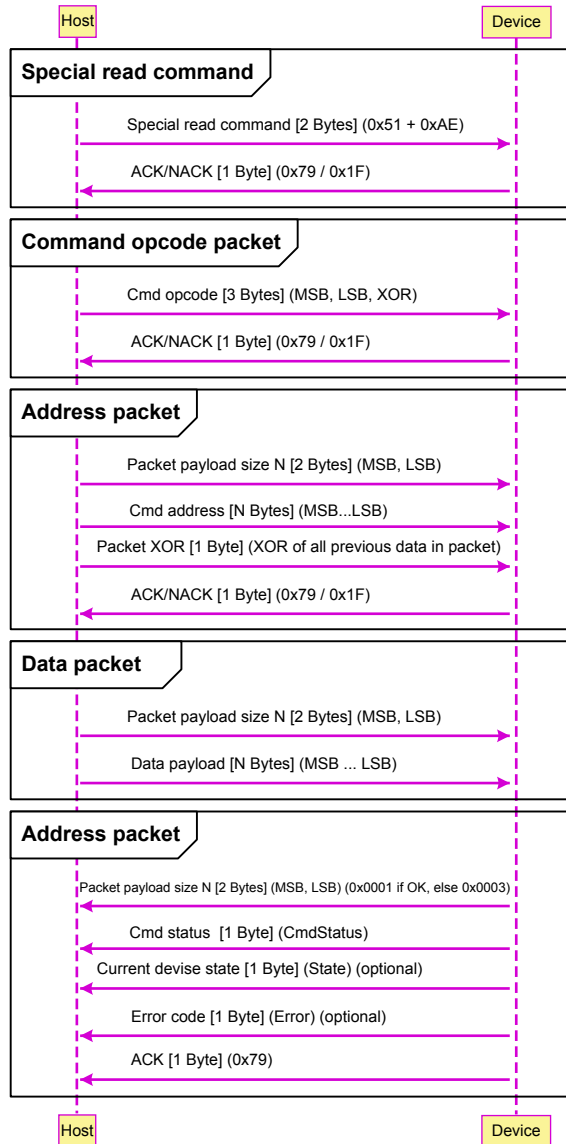 Host Device
Special read command
Special read command [2 Bytes] (0x51 + 0xAE)
ACK/NACK [1 Byte] (0x79 / 0x1F)
Command opcode packet
Cmd opcode [3 Bytes] (MSB, LSB, XOR)
ACK/NACK [1 Byte] (0x79 / 0x1F)
Address packet
Packet payload size N [2 Bytes] (MSB, LSB)
Cmd address [N Bytes] (MSB...LSB)
Packet XOR [1 Byte] (XOR of all previous data in packet)
ACK/NACK [1 Byte] (0x79 / 0x1F)
Data packet
Packet payload size N [2 Bytes] (MSB, LSB)
Data payload [N Bytes] (MSB ... LSB)
Address packet
Packet payload size N [2 Bytes] (MSB, LSB) (0x0001 if OK, else 0x0003)
Cmd status [1 Byte] (CmdStatus)
Current devise state [1 Byte] (State) (optional)
Error code [1 Byte] (Error) (optional)
ACK [1 Byte] (0x79)
Host Device